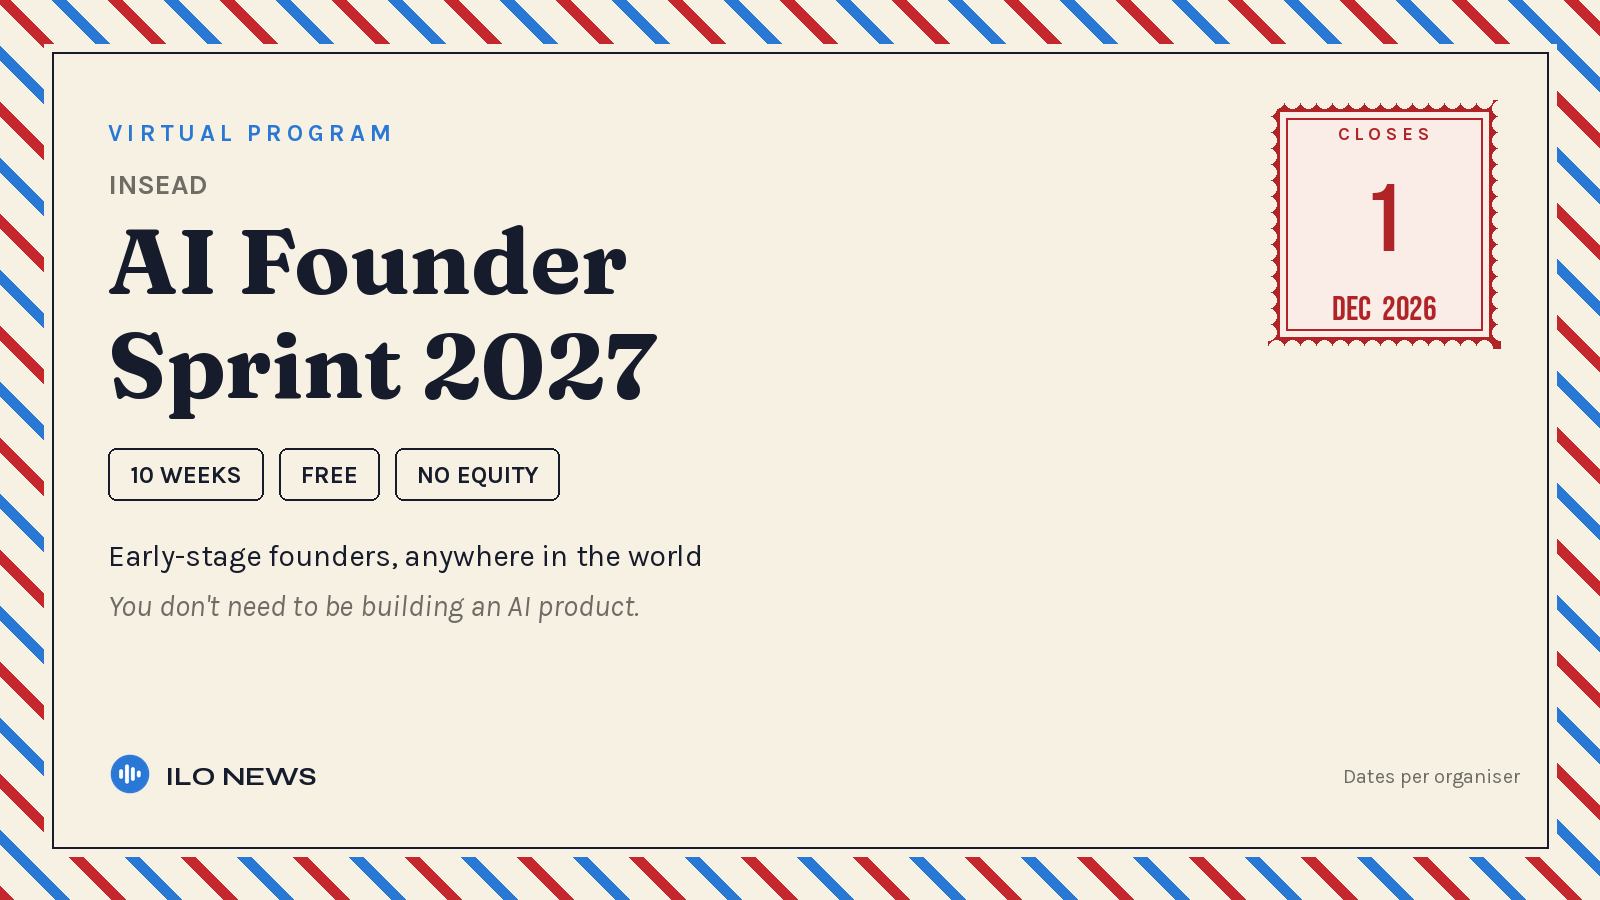 VIRTUAL PROGRAM
INSEAD
AI Founder
Sprint 2027
10 WEEKS
FREE
NO EQUITY
Early-stage founders, anywhere in the world
You don't need to be building an AI product.
CLOSES
1
DEC 2026
ILO NEWS
Dates per organiser